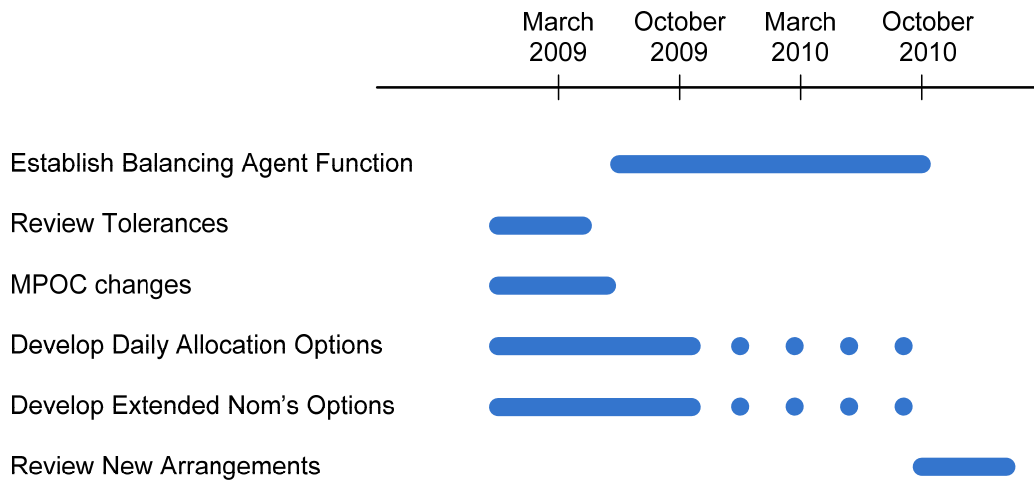 March October March October
2009 2009 2010 2010
Establish Balancing Agent Function
Review Tolerances
MPOC changes
Develop Daily Allocation Options
Develop Extended Nom's Options
Review New Arrangements